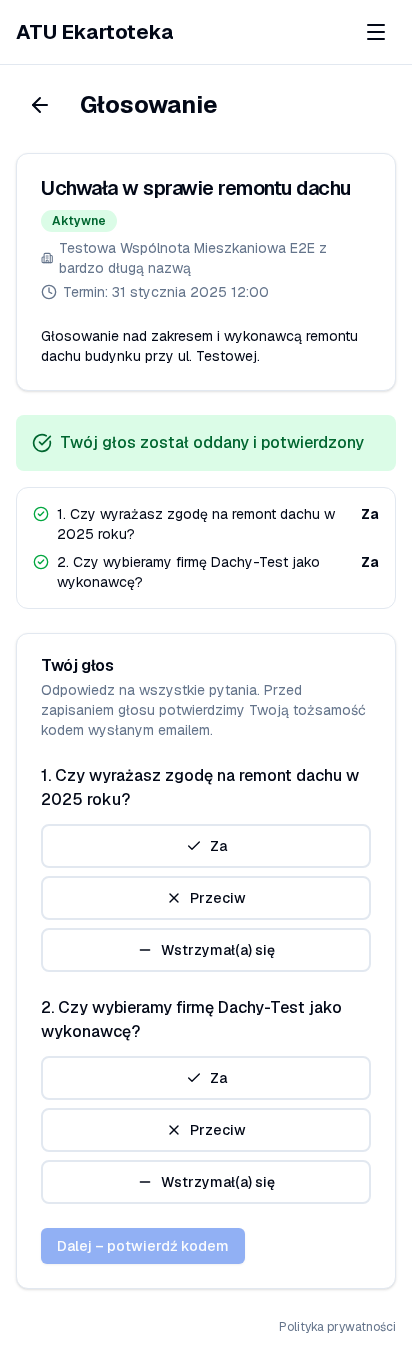 ATU Ekartoteka
Głosowanie
Uchwała w sprawie remontu dachu
Aktywne
Testowa Wspólnota Mieszkaniowa E2E z
bardzo długą nazwą
Termin: 31 stycznia 2025 12:00
Głosowanie nad zakresem i wykonawcą remontu
dachu budynku przy ul. Testowej.
Twój głos został oddany i potwierdzony
1. Czy wyrażasz zgodę na remont dachu w Za
2025 roku?
2. Czy wybieramy firmę Dachy-Test jako Za
wykonawcę?
Twój głos
Odpowiedz na wszystkie pytania. Przed
zapisaniem głosu potwierdzimy Twoją tożsamość
kodem wysłanym emailem.
1. Czy wyrażasz zgodę na remont dachu w
2025 roku?
Za
Przeciw
Wstrzymał(a) się
2. Czy wybieramy firmę Dachy-Test jako
wykonawcę?
Za
Przeciw
Wstrzymał(a) się
Dalej – potwierdź kodem
Polityka prywatności